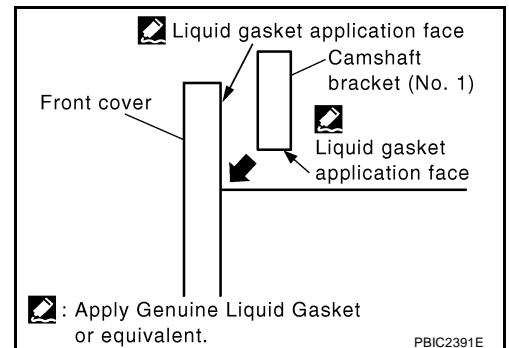 Liquid gasket application face
Camshaft
bracket (No. 1)
Front cover
Liquid gasket
application face
: Apply Genuine Liquid Gasket
or equivalent.
PBIC2391E